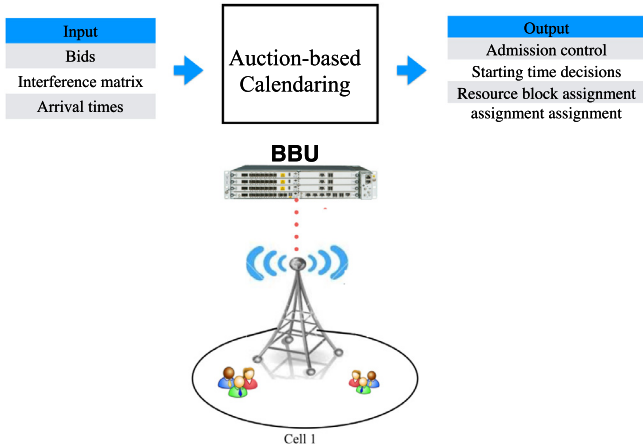 Input
Bids
Interference matrix
Arrival times
Auction-based
Calendaring
Output
Admission control
Starting time decisions
Resource block assignment
assignment assignment
BBU
Cell 1